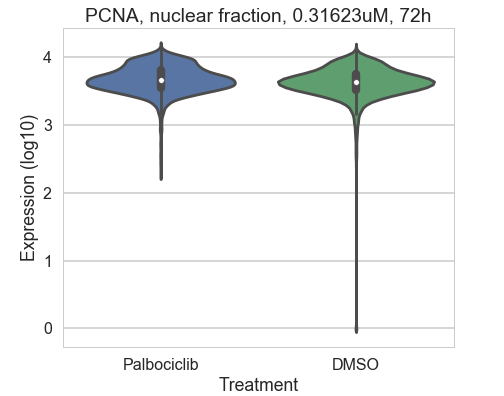 PCNA, nuclear fraction, 0.31623uM, 72h
Expression (log10)
4
3
2
1
0
Palbociclib
DMSO
Treatment